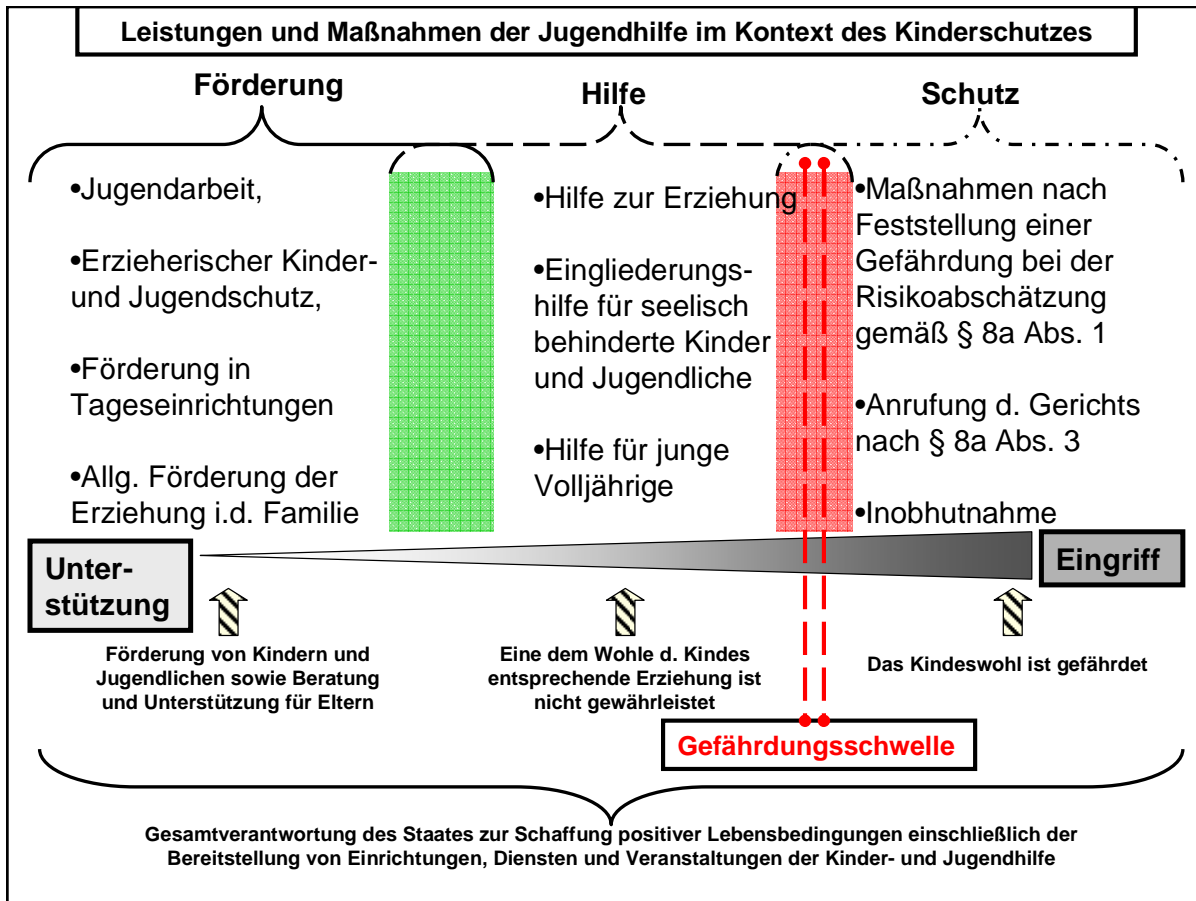 Leistungen und Maßnahmen der Jugendhilfe im Kontext des Kinderschutzes
Förderung
Hilfe
Schutz
•Jugendarbeit,
•Erzieherischer Kinder-
und Jugendschutz,
•Förderung in
Tageseinrichtungen
•Allg. Förderung der
Erziehung i.d. Familie
•Hilfe zur Erziehung
•Eingliederungs-
hilfe für seelisch
behinderte Kinder
und Jugendliche
•Hilfe für junge
Volljährige
•Maßnahmen nach
Feststellung einer
Gefährdung bei der
Risikoabschätzung
gemäß § 8a Abs. 1
•Anrufung d. Gerichts
nach § 8a Abs. 3
•Inobhutnahme
Unter-
stützung
Eingriff
Förderung von Kindern und
Jugendlichen sowie Beratung
und Unterstützung für Eltern
Eine dem Wohle d. Kindes
entsprechende Erziehung ist
nicht gewährleistet
Das Kindeswohl ist gefährdet
Gefährdungsschwelle
Gesamtverantwortung des Staates zur Schaffung positiver Lebensbedingungen einschließlich der
Bereitstellung von Einrichtungen, Diensten und Veranstaltungen der Kinder- und Jugendhilfe